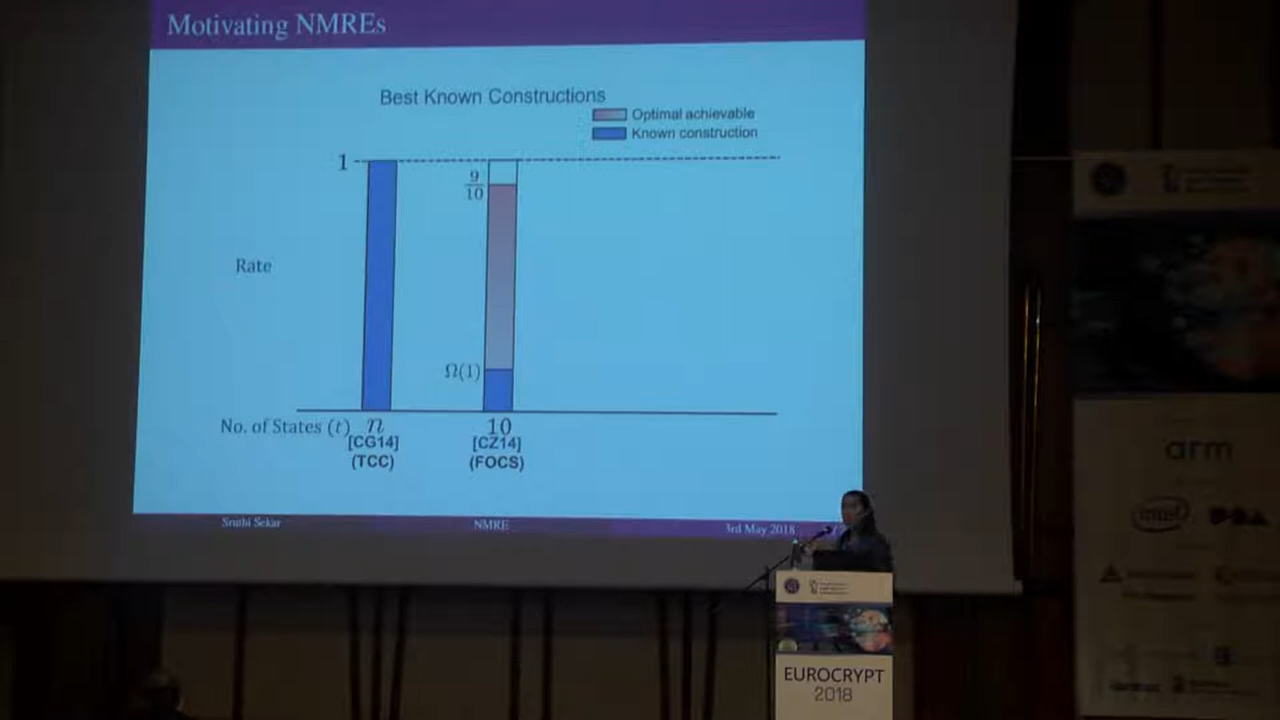 Motivating NMREs
Best Known Constructions
Optimal achievable
Known construction
1
9
10
Rate
Ω(1)
No. of States (t) n 10
[CG14] [CZ14]
(TCC) (FOCS)
Sruthi Sekar NMRE 3rd May 2018
arm
intel
EUROCRYPT
2018